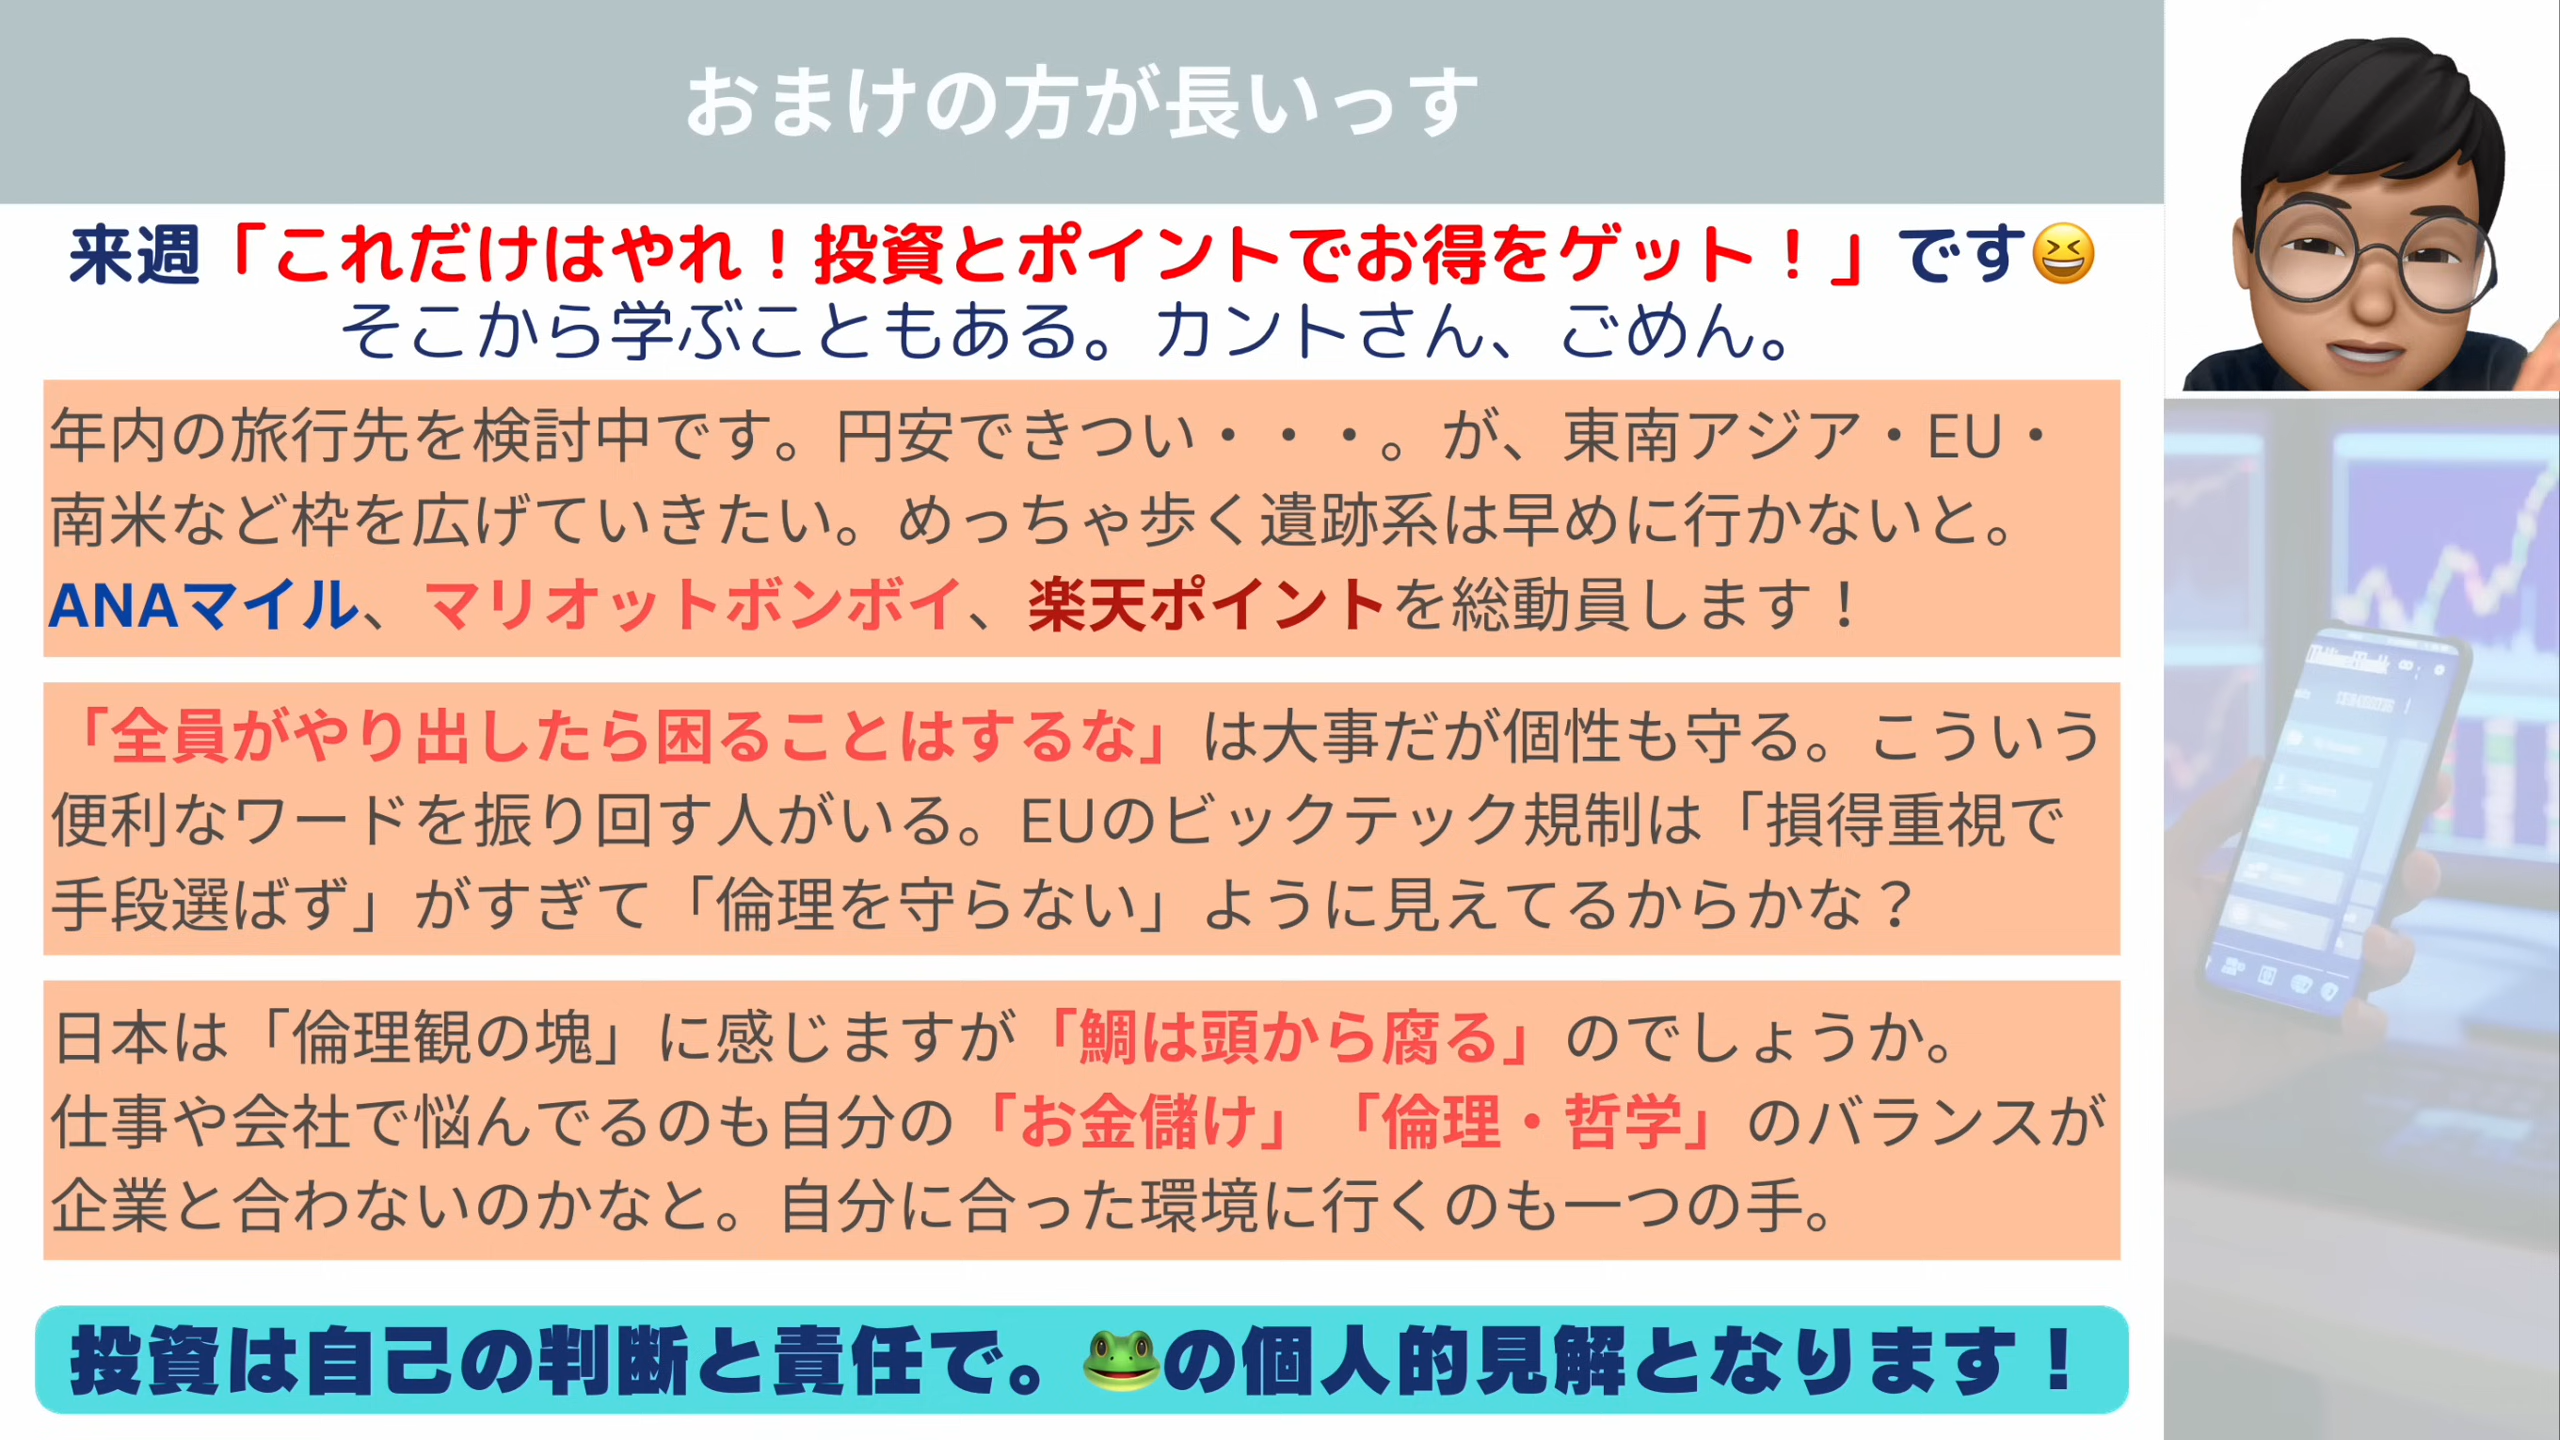 おまけの方が長いっす
来週「これだけはやれ！投資とポイントでお得をゲット！」です😆
そこから学ぶこともある。カントさん、ごめん。
年内の旅行先を検討中です。円安できつい・・・。が、東南アジア・EU・
南米など枠を広げていきたい。めっちゃ歩く遺跡系は早めに行かないと。
ANAマイル、マリオットボンボイ、楽天ポイントを総動員します！
「全員がやり出したら困ることはするな」は大事だが個性も守る。こういう
便利なワードを振り回す人がいる。EUのビックテック規制は「損得重視で
手段選ばず」がすぎて「倫理を守らない」ように見えてるからかな？
日本は「倫理観の塊」に感じますが「鯛は頭から腐る」のでしょうか。
仕事や会社で悩んでるのも自分の「お金儲け」「倫理・哲学」のバランスが
企業と合わないのかなと。自分に合った環境に行くのも一つの手。
投資は自己の判断と責任で。🐸の個人的見解となります！